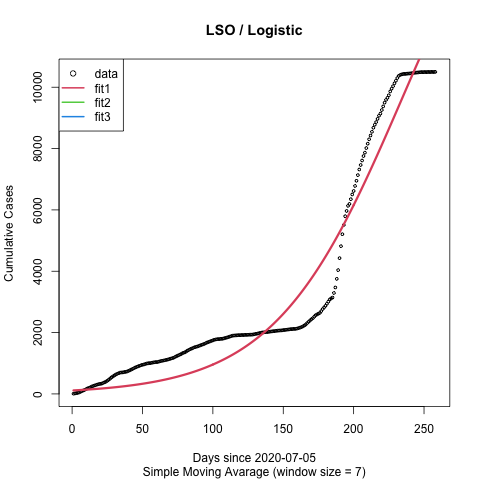 LSO / Logistic
data
fit1
fit2
fit3
Cumulative Cases
0
2000
4000
6000
8000
10000
0
50
100
150
200
250
Days since 2020-07-05
Simple Moving Avarage (window size = 7)